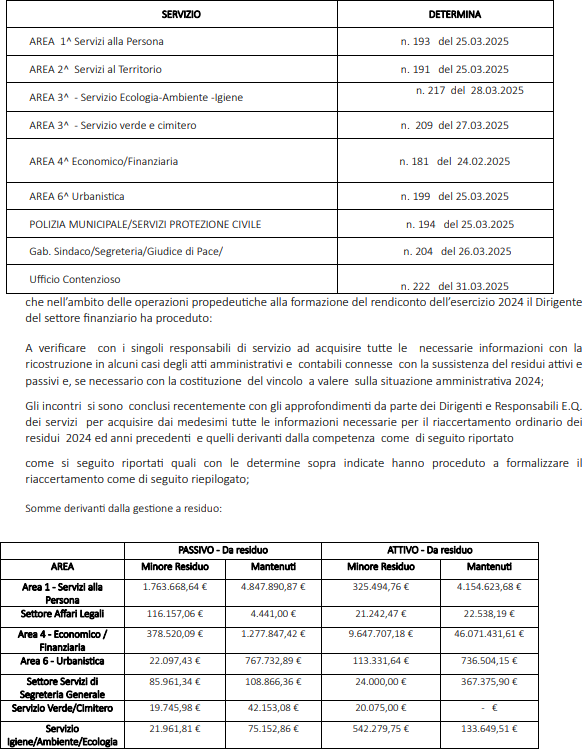 SERVIZIO DETERMINA
AREA 1^ Servizi alla Persona n. 193 del 25.03.2025
AREA 2^ Servizi al Territorio n. 191 del 25.03.2025
AREA 3^ - Servizio Ecologia-Ambiente -Igiene n. 217 del 28.03.2025
AREA 3^ - Servizio verde e cimitero n. 209 del 27.03.2025
AREA 4^ Economico/Finanziaria n. 181 del 24.02.2025
AREA 6^ Urbanistica n. 199 del 25.03.2025
POLIZIA MUNICIPALE/SERVIZI PROTEZIONE CIVILE n. 194 del 25.03.2025
Gab. Sindaco/Segreteria/Giudice di Pace/ n. 204 del 26.03.2025
Ufficio Contenzioso n. 222 del 31.03.2025
che nell'ambito delle operazioni propedeutiche alla formazione del rendiconto dell'esercizio 2024 il Dirigente
del settore finanziario ha proceduto:
A verificare con i singoli responsabili di servizio ad acquisire tutte le necessarie informazioni con la
ricostruzione in alcuni casi degli atti amministrativi e contabili connesse con la sussistenza del residui attivi e
passivi e, se necessario con la costituzione del vincolo a valere sulla situazione amministrativa 2024;
Gli incontri si sono conclusi recentemente con gli approfondimenti da parte dei Dirigenti e Responsabili E.Q.
dei servizi per acquisire dai medesimi tutte le informazioni necessarie per il riaccertamento ordinario dei
residui 2024 ed anni precedenti e quelli derivanti dalla competenza come di seguito riportato
come si seguito riportati quali con le determine sopra indicate hanno proceduto a formalizzare il
riaccertamento come di seguito riepilogato;
Somme derivanti dalla gestione a residuo:
PASSIVO - Da residuo ATTIVO - Da residuo
AREA Minore Residuo Mantenuti Minore Residuo Mantenuti
Area 1 - Servizi alla 1.763.668,64 € 4.847.890,87 € 325.494,76 € 4.154.623,68 €
Persona
Settore Affari Legali 116.157,06 € 4.441,00 € 21.242,47 € 22.538,19 €
Area 4 - Economico / 378.520,09 € 1.277.847,42 € 9.647.707,18 € 46.071.431,61 €
Finanziaria
Area 6 - Urbanistica 22.097,43 € 767.732,89 € 113.331,64 € 736.504,15 €
Settore Servizi di 85.961,34 € 108.866,36 € 24.000,00 € 367.375,90 €
Segreteria Generale
Servizio Verde/Cimitero 19.745,98 € 42.153,08 € 20.075,00 € - €
Servizio 21.961,81 € 75.152,86 € 542.279,75 € 133.649,51 €
Igiene/Ambiente/Ecologia